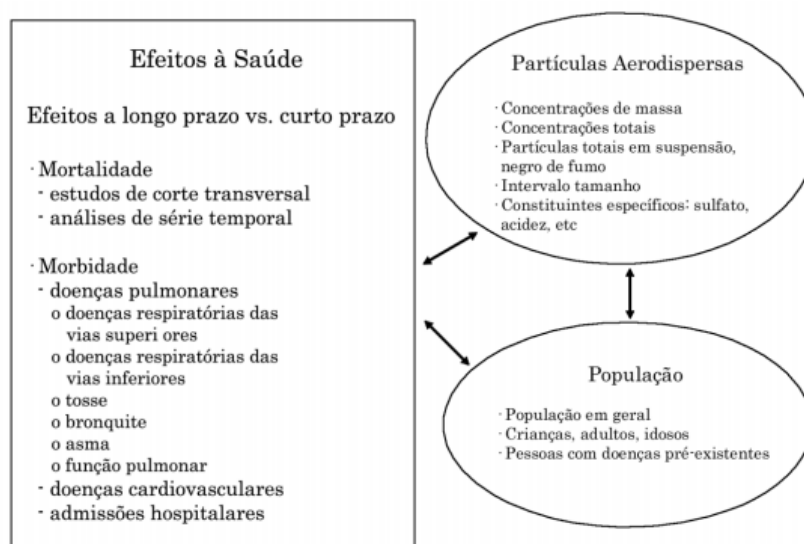 Efeitos à Saúde
Efeitos a longo prazo vs. curto prazo
· Mortalidade
- estudos de corte transversal
- análises de série temporal
· Morbidade
- doenças pulmonares
o doenças respiratórias das
vias superi ores
o doenças respiratórias das
vias inferiores
o tosse
o bronquite
o asma
o função pulmonar
- doenças cardiovasculares
- admissões hospitalares
Partículas Aerodispersas
· Concentrações de massa
· Concentrações totais
· Partículas totais em suspensão,
negro de fumo
· Intervalo tamanho
· Constituintes específicos: sulfato,
acidez, etc
População
· População em geral
· Crianças, adultos, idosos
· Pessoas com doenças pré-existentes